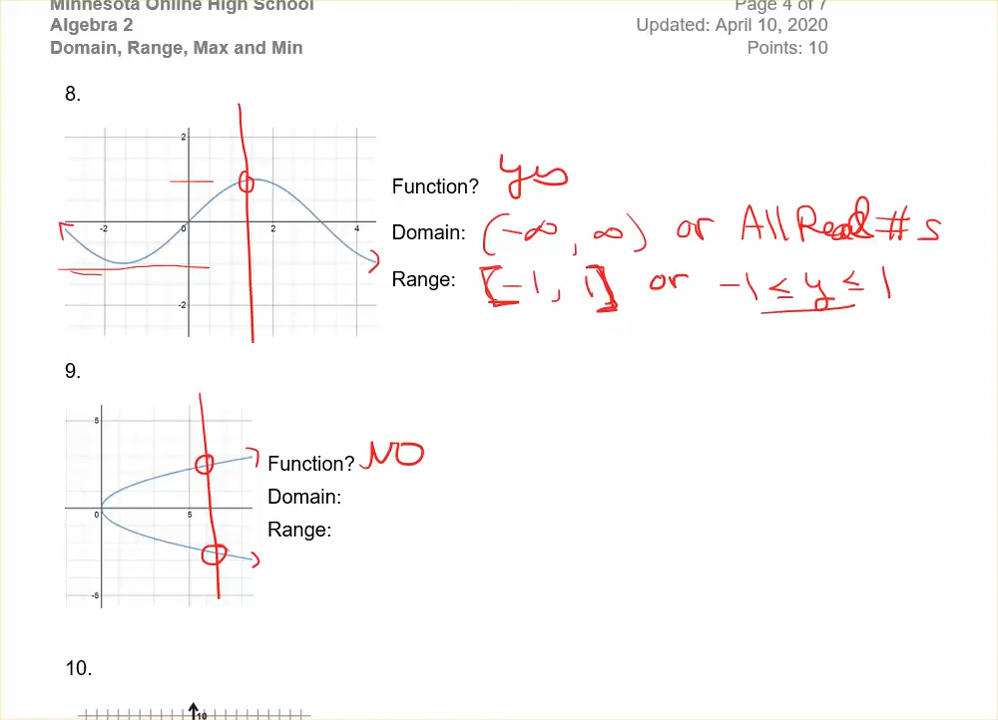 Minnesota Online High School
Page 4 of 7
Algebra 2
Updated: April 10, 2020
Domain, Range, Max and Min
Points: 10
8.
2
-2
0
2
4
-2
Function? yes
Domain: (-∞, ∞) or All Real #s
Range: [-1, 1] or -1 ≤ y ≤ 1
9.
5
0
5
-5
Function? NO
Domain:
Range:
10.
10